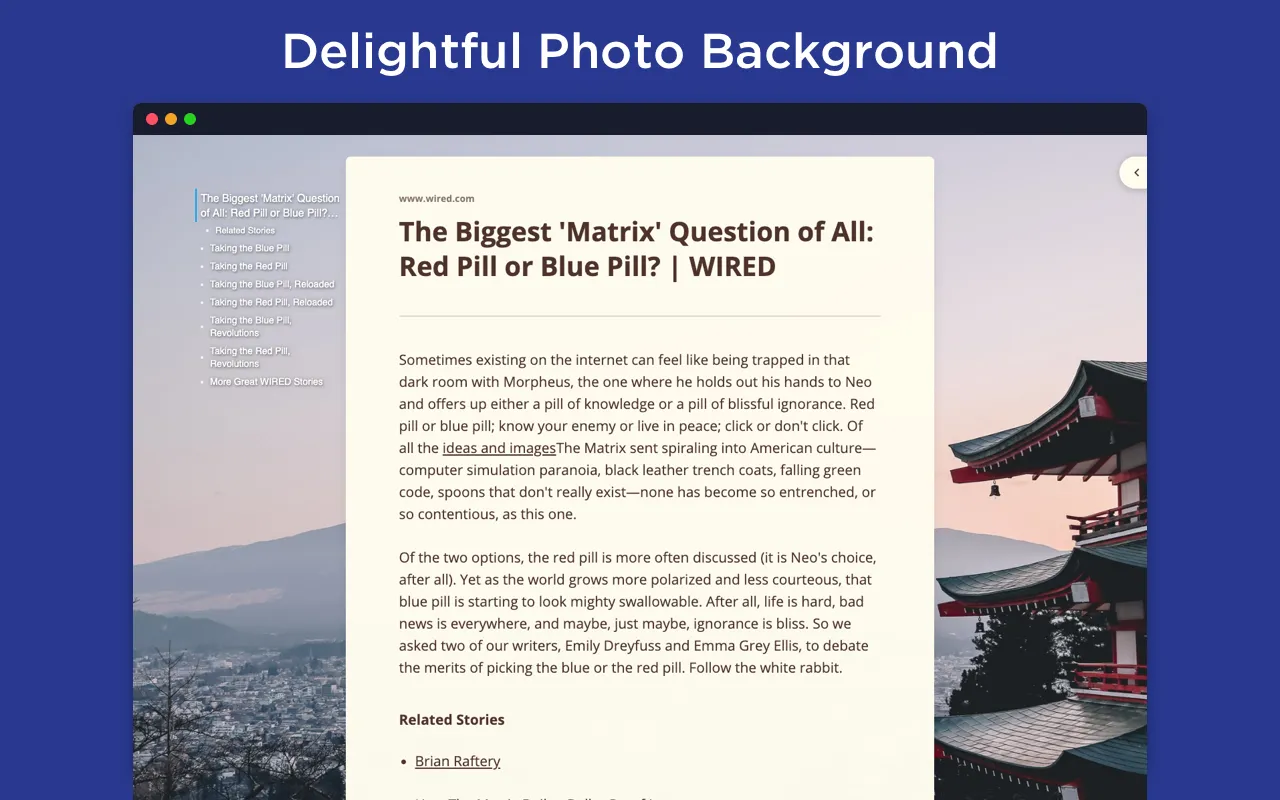 Delightful Photo Background
The Biggest 'Matrix' Question
of All: Red Pill or Blue Pill?...
Related Stories
Taking the Blue Pill
Taking the Red Pill
Taking the Blue Pill, Reloaded
Taking the Red Pill, Reloaded
Taking the Blue Pill,
Revolutions
Taking the Red Pill,
Revolutions
More Great WIRED Stories
www.wired.com
The Biggest 'Matrix' Question of All:
Red Pill or Blue Pill? | WIRED
Sometimes existing on the internet can feel like being trapped in that
dark room with Morpheus, the one where he holds out his hands to Neo
and offers up either a pill of knowledge or a pill of blissful ignorance. Red
pill or blue pill; know your enemy or live in peace; click or don't click. Of
all the ideas and imagesThe Matrix sent spiraling into American culture—
computer simulation paranoia, black leather trench coats, falling green
code, spoons that don't really exist—none has become so entrenched, or
so contentious, as this one.
Of the two options, the red pill is more often discussed (it is Neo's choice,
after all). Yet as the world grows more polarized and less courteous, that
blue pill is starting to look mighty swallowable. After all, life is hard, bad
news is everywhere, and maybe, just maybe, ignorance is bliss. So we
asked two of our writers, Emily Dreyfuss and Emma Grey Ellis, to debate
the merits of picking the blue or the red pill. Follow the white rabbit.
Related Stories
• Brian Raftery